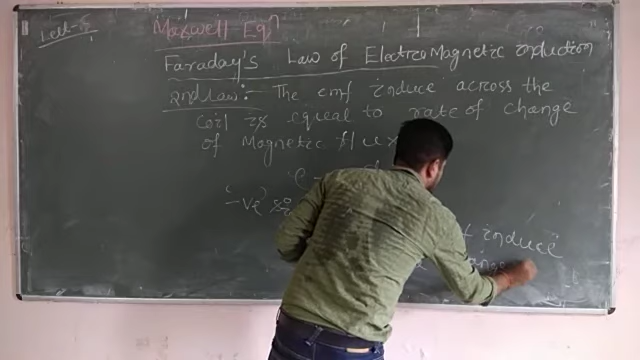 Lect-5
Maxwell Eqn
Faraday's Law of ElectroMagnetic induction
2nd Law:- The emf induce across the
coil is equal to rate of change
of Magnetic flux
e -
(-ve)
induce